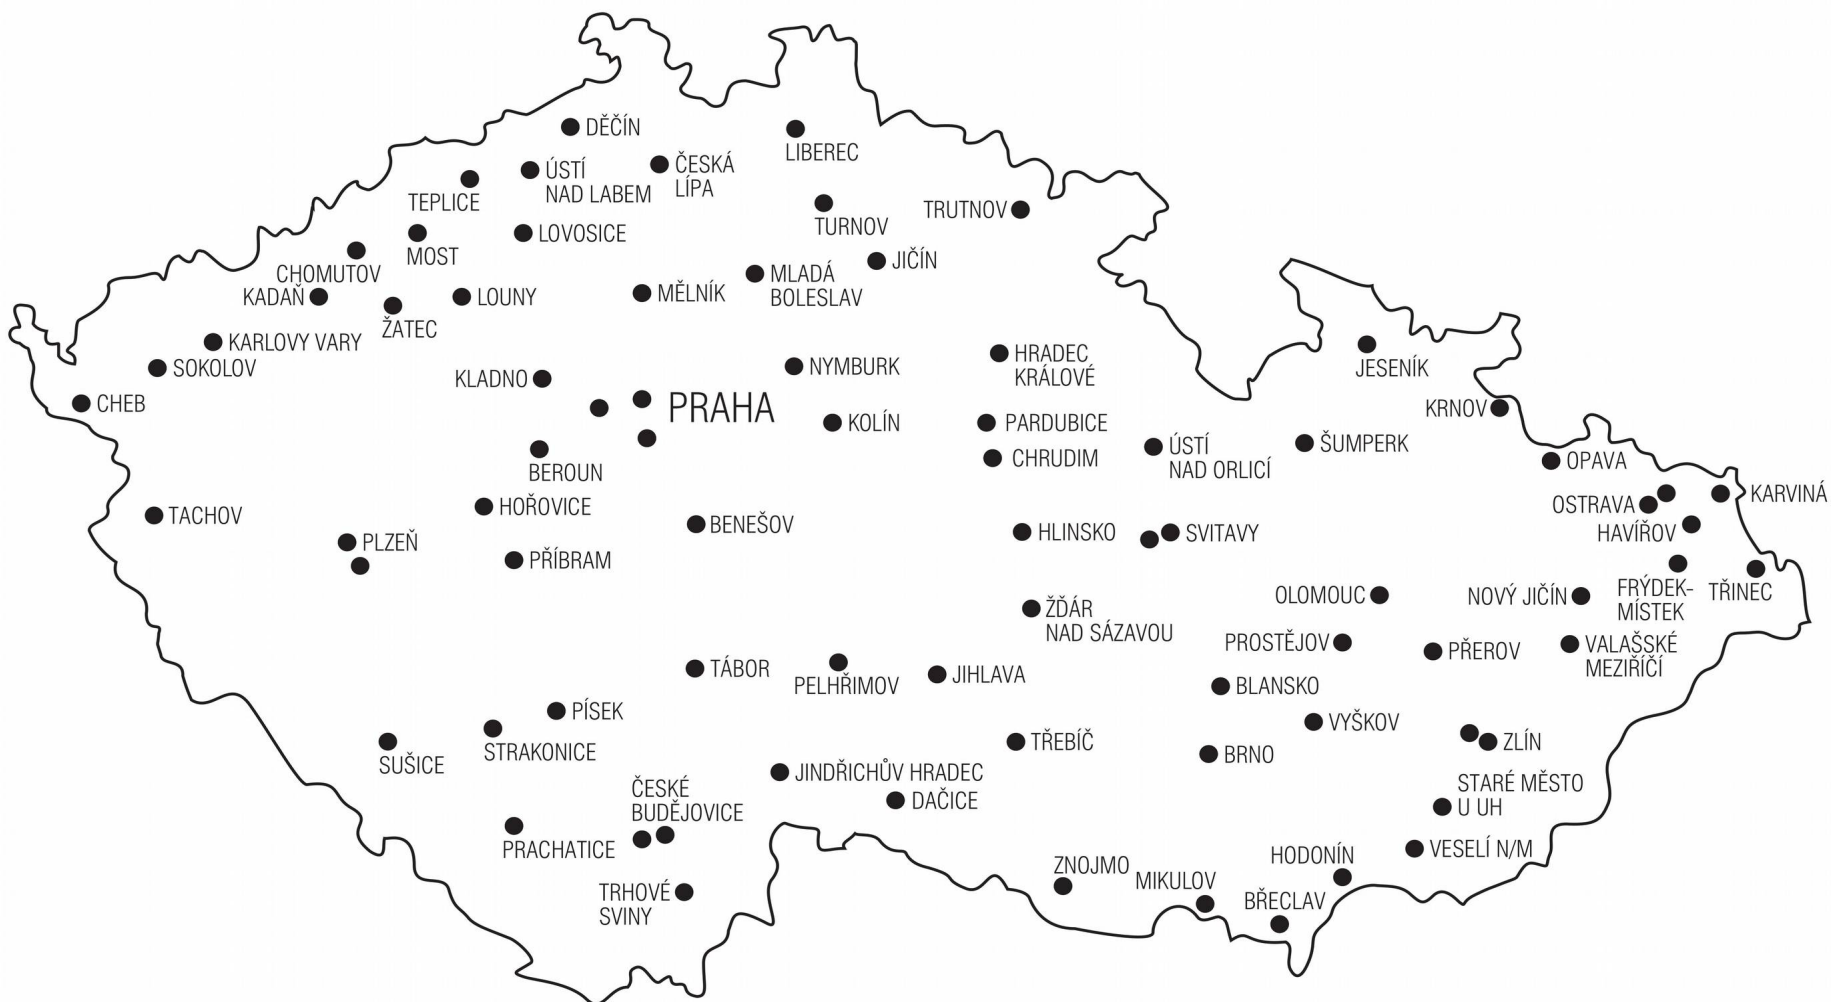 DĚČÍN
LIBEREC
ÚSTÍ
NAD LABEM
ČESKÁ
LÍPA
TEPLICE
TURNOV
TRUTNOV
LOVOSICE
MOST
JIČÍN
CHOMUTOV
MLADÁ
BOLESLAV
KADAŇ
LOUNY
MĚLNÍK
ŽATEC
KARLOVY VARY
SOKOLOV
HRADEC
KRÁLOVÉ
JESENÍK
NYMBURK
KLADNO
CHEB
PRAHA
KRNOV
KOLÍN
PARDUBICE
ÚSTÍ
NAD ORLICÍ
ŠUMPERK
CHRUDIM
OPAVA
BEROUN
KARVINÁ
HOŘOVICE
OSTRAVA
TACHOV
BENEŠOV
HLINSKO
SVITAVY
HAVÍŘOV
PLZEŇ
PŘÍBRAM
OLOMOUC
NOVÝ JIČÍN
FRÝDEK-
MÍSTEK
TŘINEC
ŽĎÁR
NAD SÁZAVOU
PROSTĚJOV
PŘEROV
VALAŠSKÉ
MEZIŘÍČÍ
TÁBOR
PELHŘIMOV
JIHLAVA
BLANSKO
PÍSEK
VYŠKOV
STRAKONICE
SUŠICE
TŘEBÍČ
BRNO
ZLÍN
JINDŘICHŮV HRADEC
STARÉ MĚSTO
U UH
ČESKÉ
BUDĚJOVICE
DAČICE
PRACHATICE
VESELÍ N/M
HODONÍN
ZNOJMO
MIKULOV
TRHOVÉ
SVINY
BŘECLAV